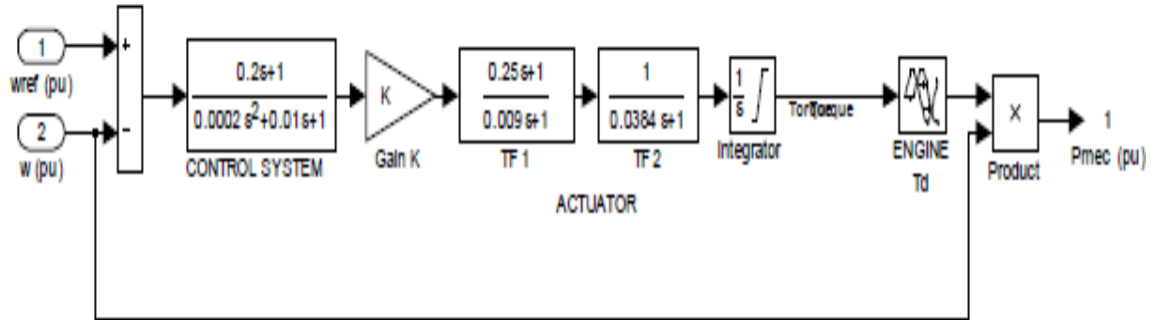 1
wref (pu)
2
w (pu)
+
−
0.2s+1
0.0002 s²+0.01s+1
CONTROL SYSTEM
K
Gain K
0.25s+1
0.009 s+1
TF 1
1
0.0384 s+1
TF 2
ACTUATOR
1
s
Integrator
ENGINE
Td
×
Product
1
Pmec (pu)